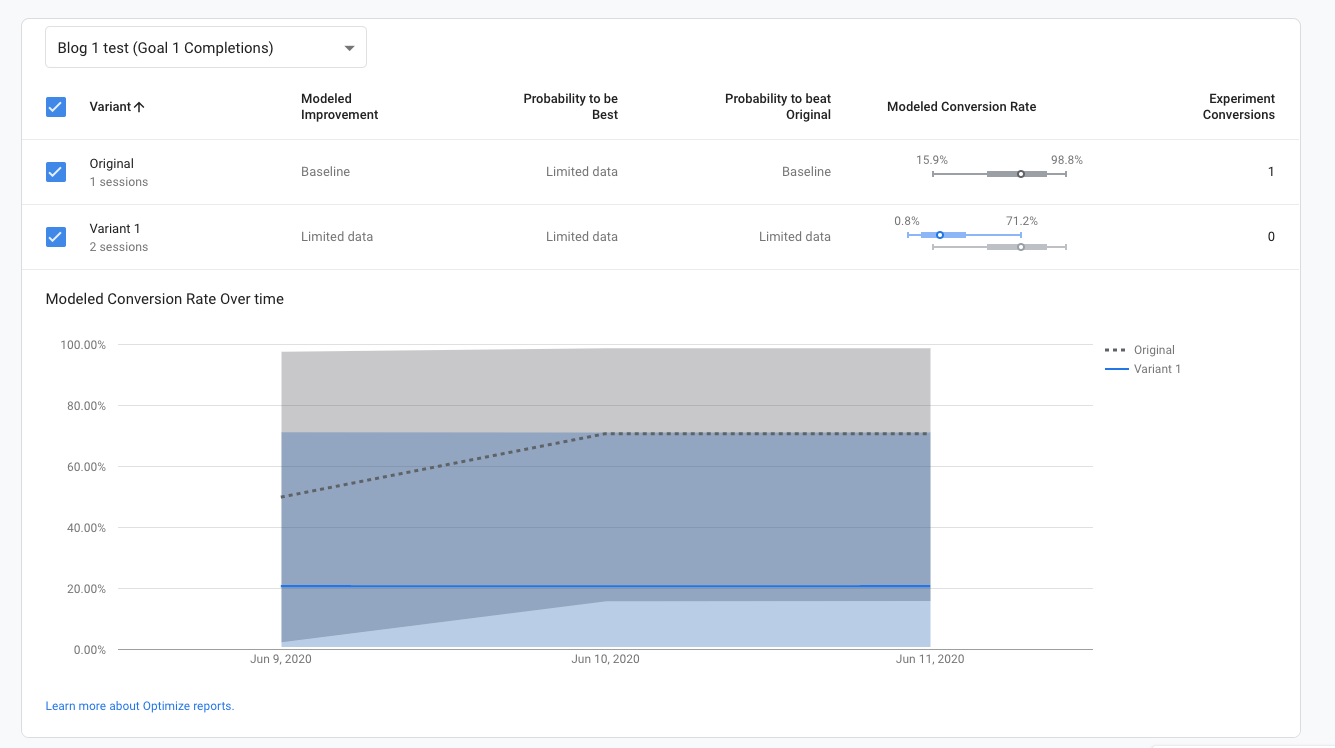 Blog 1 test (Goal 1 Completions)
Variant
Modeled
Improvement
Probability to be
Best
Probability to beat
Original
Modeled Conversion Rate
Experiment
Conversions
Original
1 sessions
Baseline
Limited data
Baseline
15.9%
98.8%
1
Variant 1
2 sessions
Limited data
Limited data
Limited data
0.8%
71.2%
0
Modeled Conversion Rate Over time
100.00%
80.00%
60.00%
40.00%
20.00%
0.00%
Jun 9, 2020
Jun 10, 2020
Jun 11, 2020
Original
Variant 1
Learn more about Optimize reports.